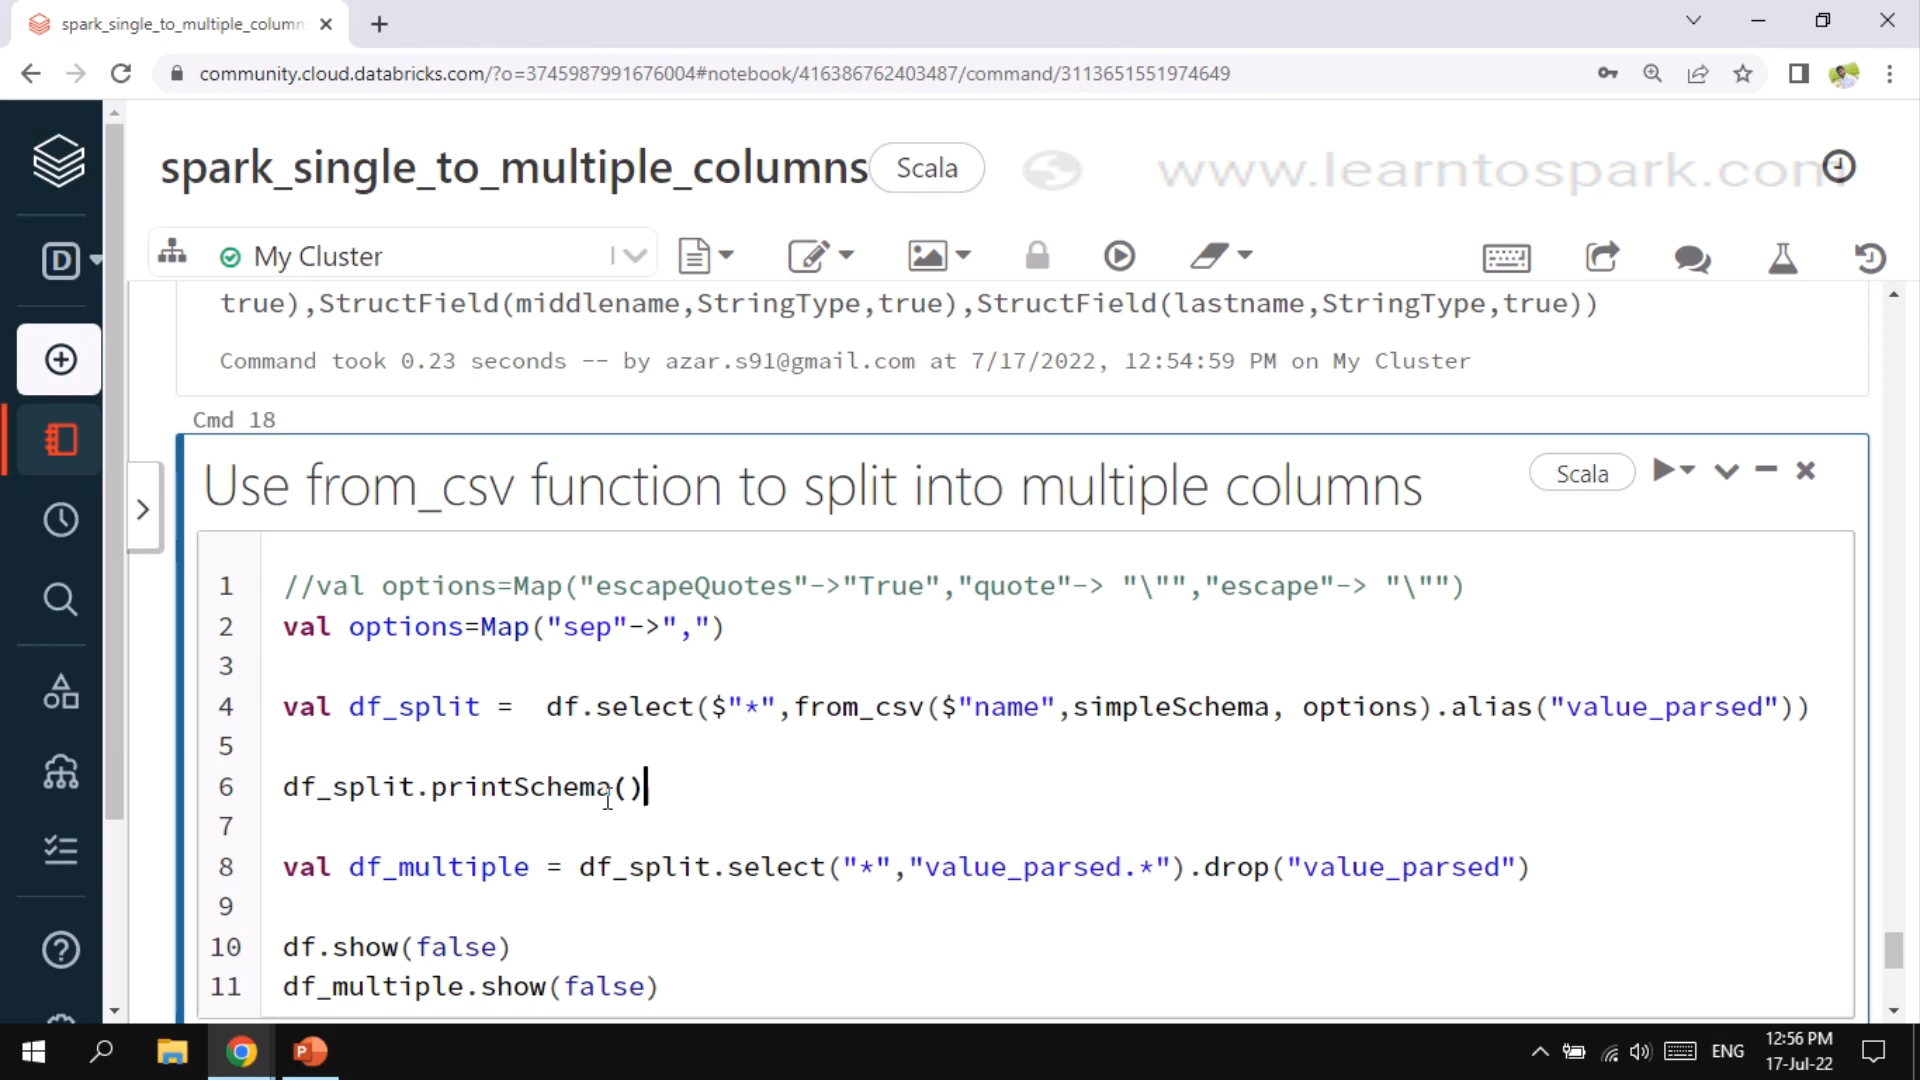 spark_single_to_multiple_column
community.cloud.databricks.com/?o=3745987991676004#notebook/416386762403487/command/3113651551974649
spark_single_to_multiple_columns
Scala
www.learntospark.com
D
My Cluster
true),StructField(middlename,StringType,true),StructField(lastname,StringType,true))
Command took 0.23 seconds -- by azar.s91@gmail.com at 7/17/2022, 12:54:59 PM on My Cluster
Cmd 18
Use from_csv function to split into multiple columns
Scala
1 //val options=Map("escapeQuotes"->"True","quote"-> "\"","escape"-> "\"")
2 val options=Map("sep"->",")
3
4 val df_split =  df.select($"*",from_csv($"name",simpleSchema, options).alias("value_parsed"))
5
6 df_split.printSchema()
7
8 val df_multiple = df_split.select("*","value_parsed.*").drop("value_parsed")
9
10 df.show(false)
11 df_multiple.show(false)
P
ENG
12:56 PM
17-Jul-22